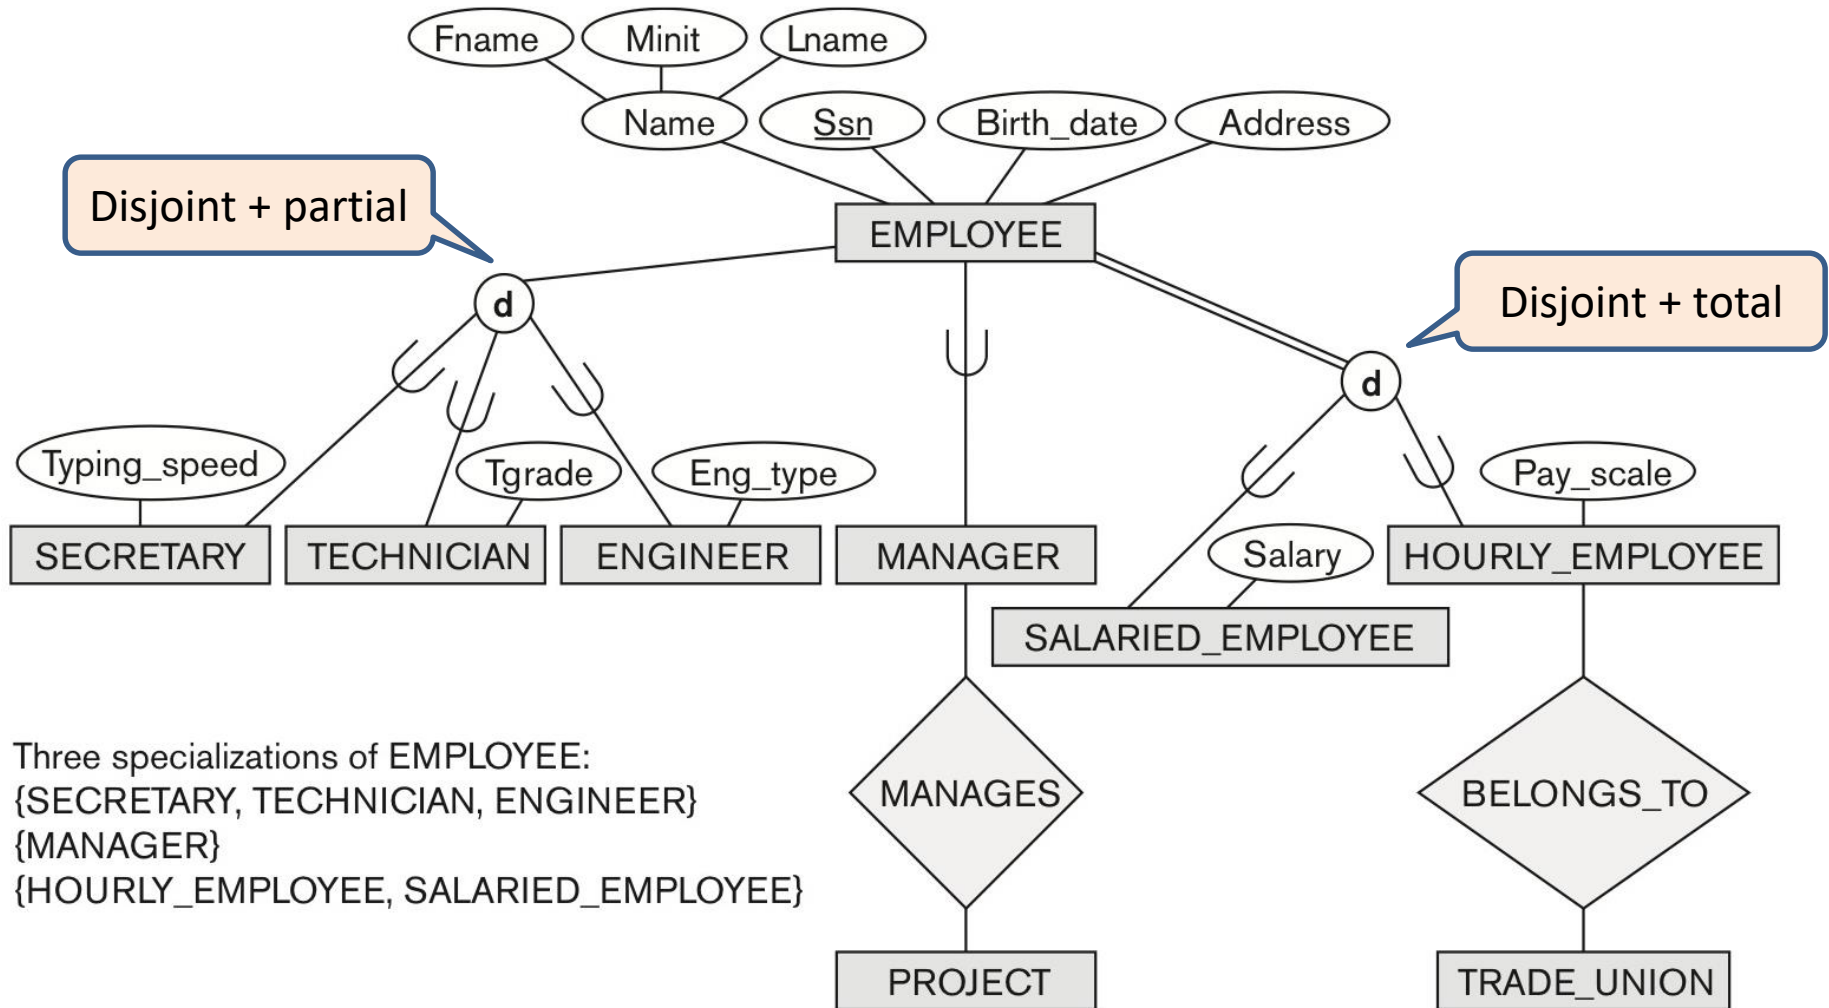 Fname
Minit
Lname
Name
Ssn
Birth_date
Address
Disjoint + partial
EMPLOYEE
Disjoint + total
d
d
Typing_speed
Tgrade
Eng_type
Pay_scale
SECRETARY
TECHNICIAN
ENGINEER
MANAGER
Salary
HOURLY_EMPLOYEE
SALARIED_EMPLOYEE
Three specializations of EMPLOYEE:
{SECRETARY, TECHNICIAN, ENGINEER}
{MANAGER}
{HOURLY_EMPLOYEE, SALARIED_EMPLOYEE}
MANAGES
BELONGS_TO
PROJECT
TRADE_UNION